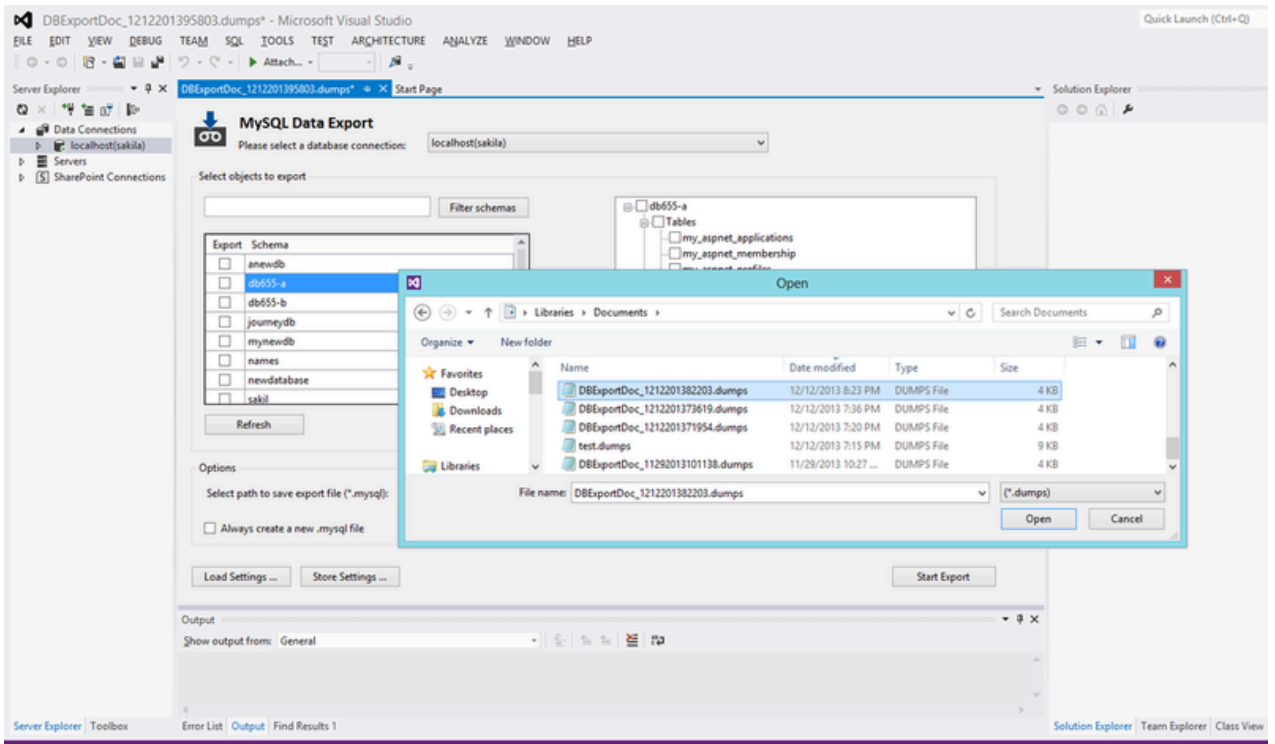 DBExportDoc_1212201395803.dumps* - Microsoft Visual Studio
Quick Launch (Ctrl+Q)
FILE EDIT VIEW DEBUG TEAM SQL TOOLS TEST ARCHITECTURE ANALYZE WINDOW HELP
Attach...
Server Explorer
DBExportDoc_1212201395803.dumps*
Start Page
Solution Explorer
Data Connections
localhost(sakila)
Servers
SharePoint Connections
MySQL Data Export
Please select a database connection:
localhost(sakila)
Select objects to export
Filter schemas
Export Schema
anewdb
db655-a
db655-b
journeydb
mynewdb
names
newdatabase
sakil
Refresh
db655-a
Tables
my_aspnet_applications
my_aspnet_membership
my_aspnet_profiles
Options
Select path to save export file (*.mysql):
Always create a new .mysql file
Load Settings ...
Store Settings ...
Start Export
Open
Libraries
Documents
Search Documents
Organize
New folder
Favorites
Desktop
Downloads
Recent places
Libraries
Name Date modified Type Size
DBExportDoc_1212201382203.dumps 12/12/2013 8:23 PM DUMPS File 4 KB
DBExportDoc_1212201373619.dumps 12/12/2013 7:36 PM DUMPS File 4 KB
DBExportDoc_1212201371954.dumps 12/12/2013 7:20 PM DUMPS File 4 KB
test.dumps 12/12/2013 7:15 PM DUMPS File 9 KB
DBExportDoc_11292013101138.dumps 11/29/2013 10:27 ... DUMPS File 4 KB
File name: DBExportDoc_1212201382203.dumps
(*.dumps)
Open
Cancel
Output
Show output from: General
Server Explorer Toolbox
Error List Output Find Results 1
Solution Explorer Team Explorer Class View